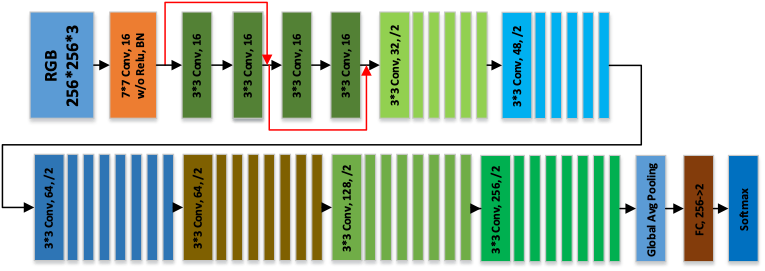 RGB
256*256*3
7*7 Conv, 16
w/o Relu, BN
3*3 Conv, 16
3*3 Conv, 16
3*3 Conv, 16
3*3 Conv, 16
3*3 Conv, 32, /2
3*3 Conv, 48, /2
3*3 Conv, 64, /2
3*3 Conv, 64, /2
3*3 Conv, 128, /2
3*3 Conv, 256, /2
Global Avg Pooling
FC, 256->2
Softmax